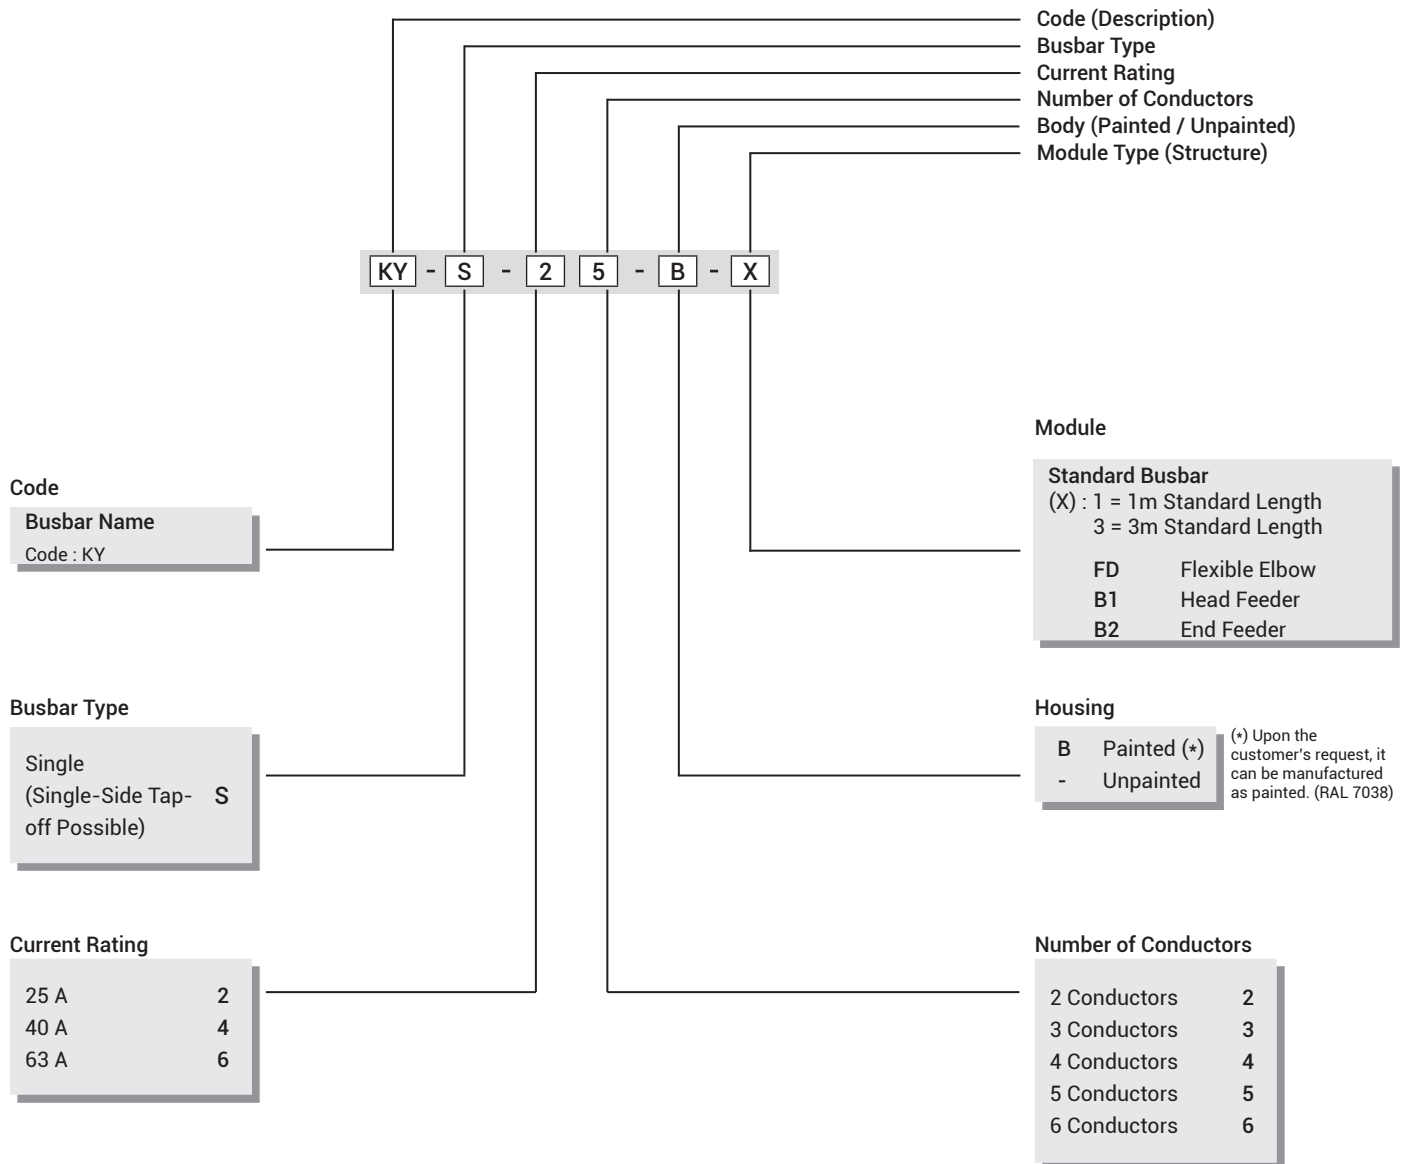 Code (Description)
Busbar Type
Current Rating
Number of Conductors
Body (Painted / Unpainted)
Module Type (Structure)
KY - S - 2 5 - B - X
Module
Standard Busbar
(X) : 1 = 1m Standard Length
3 = 3m Standard Length
FD Flexible Elbow
B1 Head Feeder
B2 End Feeder
Code
Busbar Name
Code : KY
Busbar Type
Single
(Single-Side Tap- S
off Possible)
Housing
B Painted (*)
- Unpainted
(*) Upon the
customer's request, it
can be manufactured
as painted. (RAL 7038)
Current Rating
25 A 2
40 A 4
63 A 6
Number of Conductors
2 Conductors 2
3 Conductors 3
4 Conductors 4
5 Conductors 5
6 Conductors 6